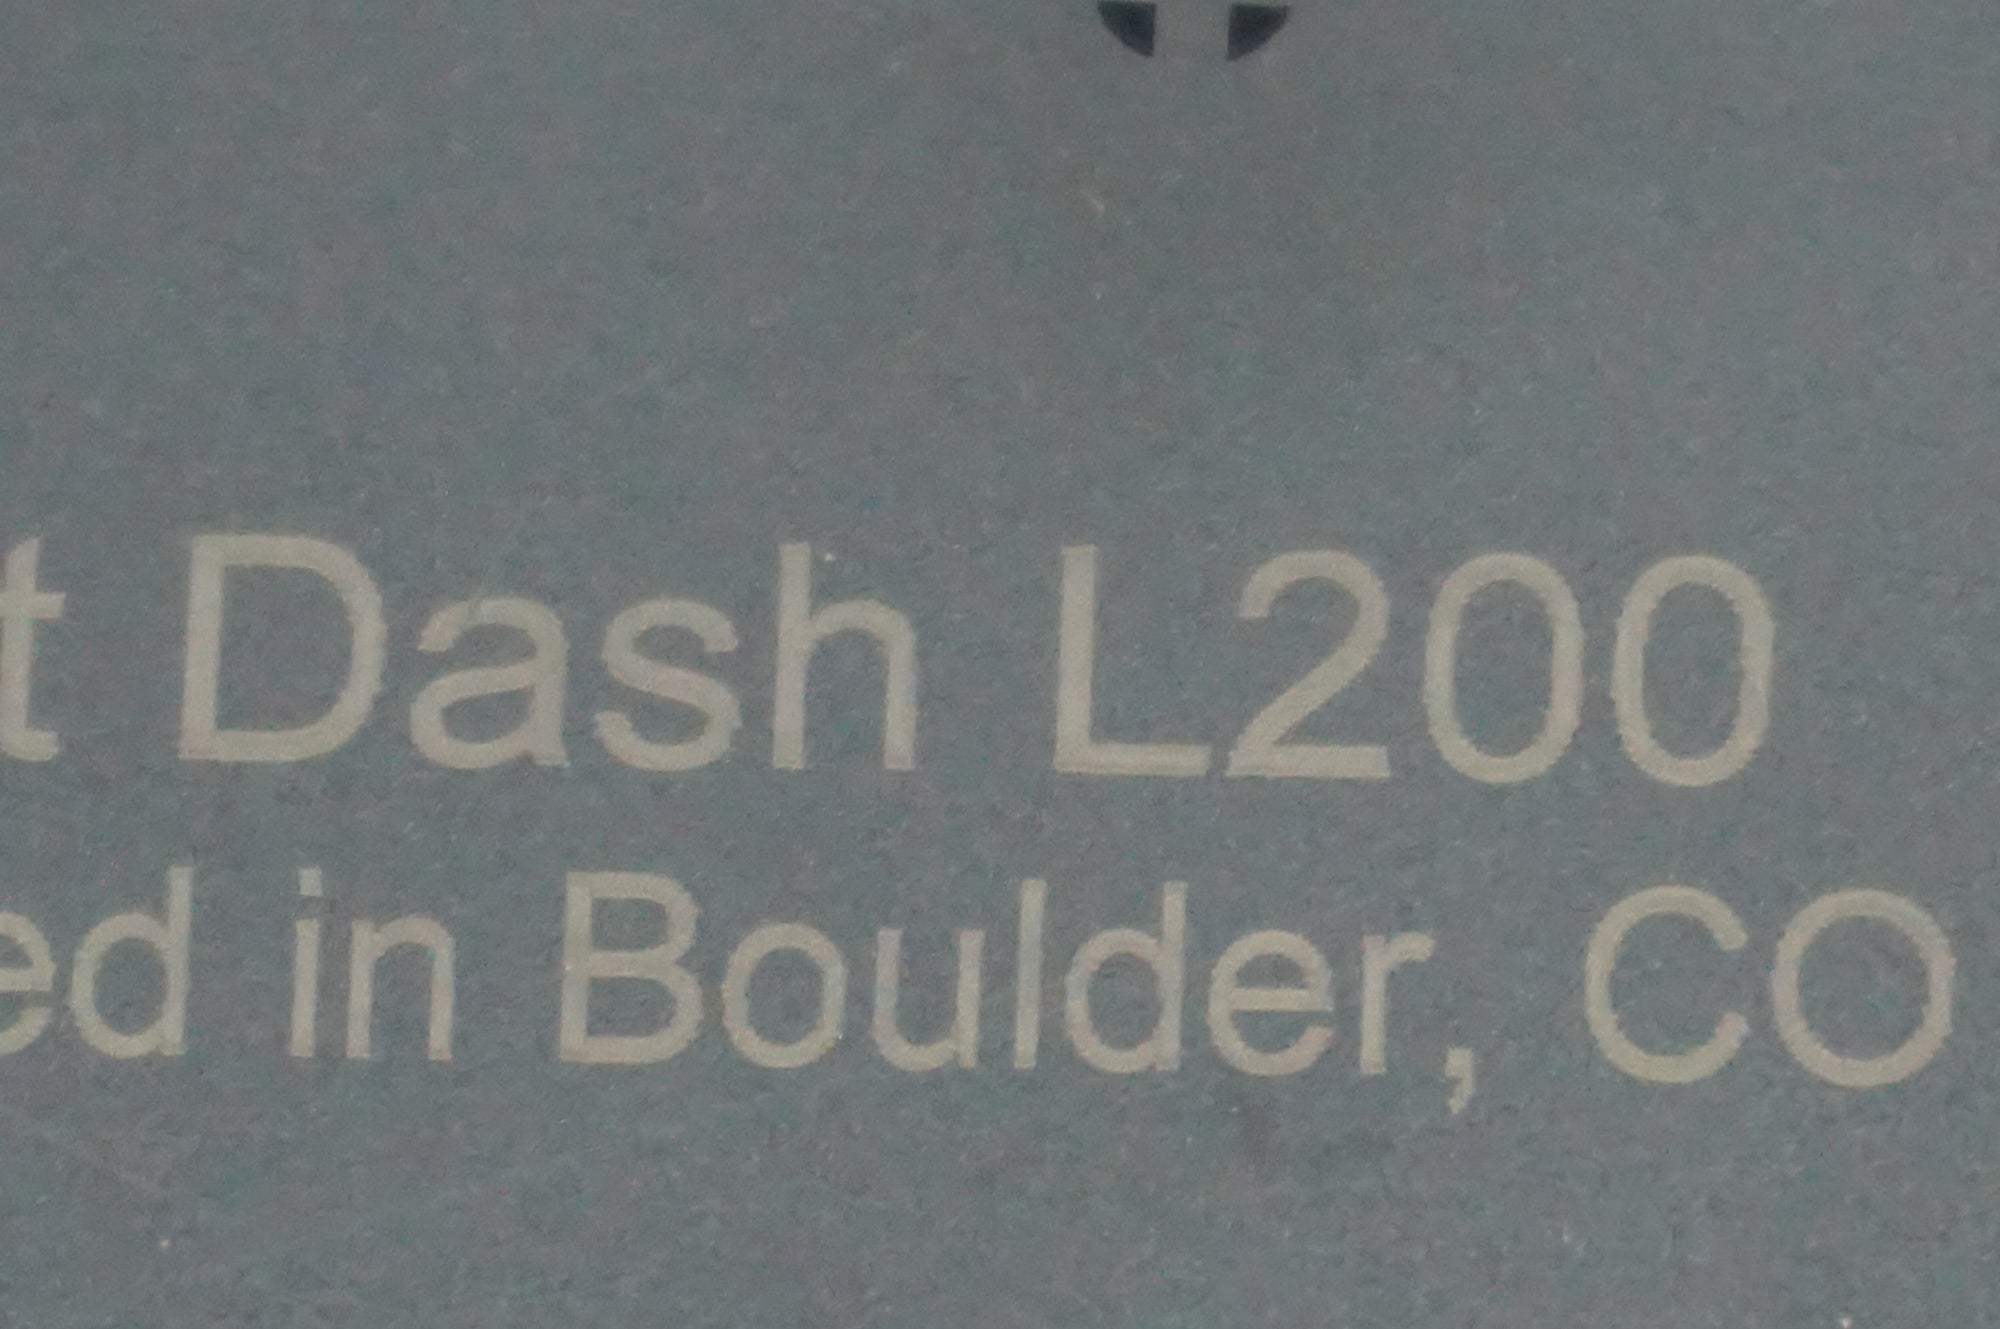 t Dash L200
ed in Boulder, CO